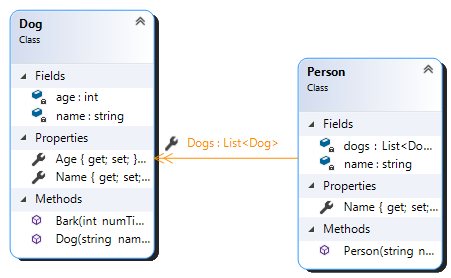 Dog
Class
Fields
age : int
name : string
Properties
Age { get; set; }...
Name { get; set;...
Methods
Bark(int numTi...
Dog(string nam...
Dogs : List<Dog>
Person
Class
Fields
dogs : List<Do...
name : string
Properties
Name { get; set;...
Methods
Person(string n...